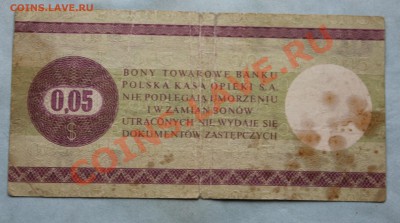 COINS.LAVE.RU
BONY TOWAROWE BANKU
POLSKA KASA OPIEKI S.A.
NIE PODLEGAJĄ UMORZENIU
I W ZAMIAN BONÓW
UTRACONYCH NIE WYDAJE SIĘ
DOKUMENTÓW ZASTĘPCZYCH
0,05
$
COINS.LAVE.RU
COINS.LAVE.RU